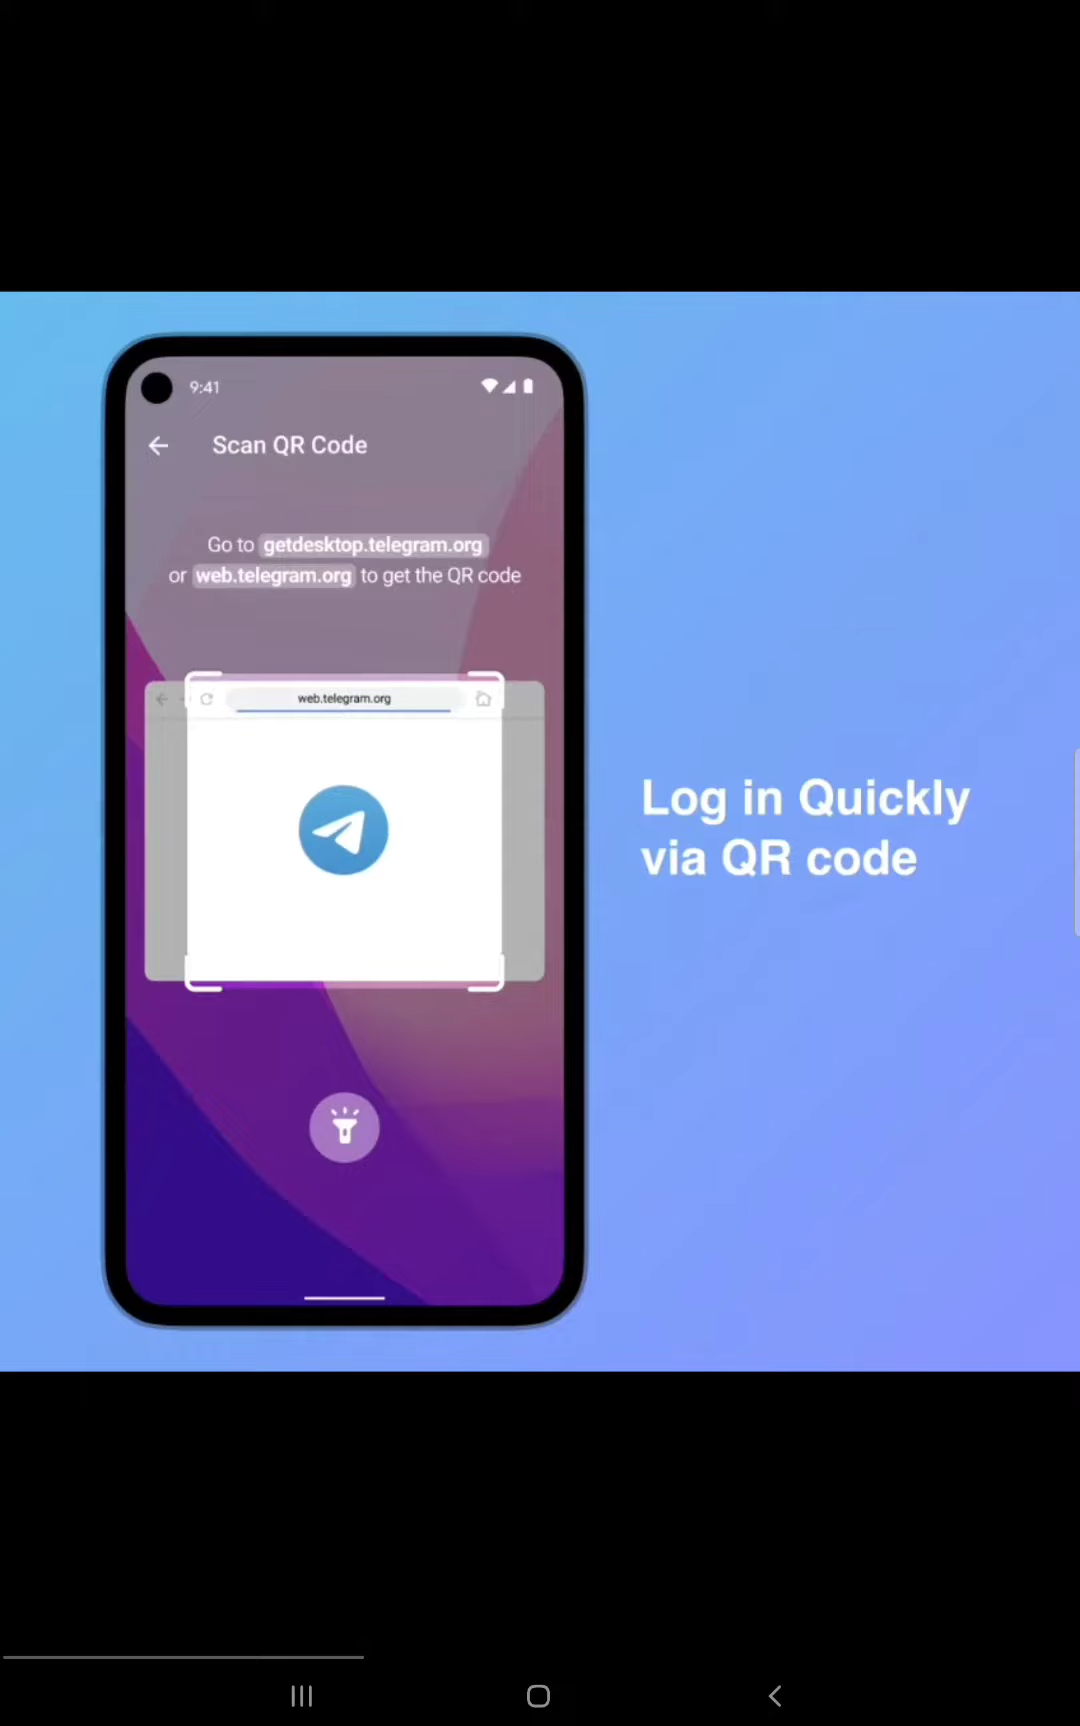 9:41
Scan QR Code
Go to getdesktop.telegram.org
or web.telegram.org to get the QR code
web.telegram.org
Log in Quickly
via QR code